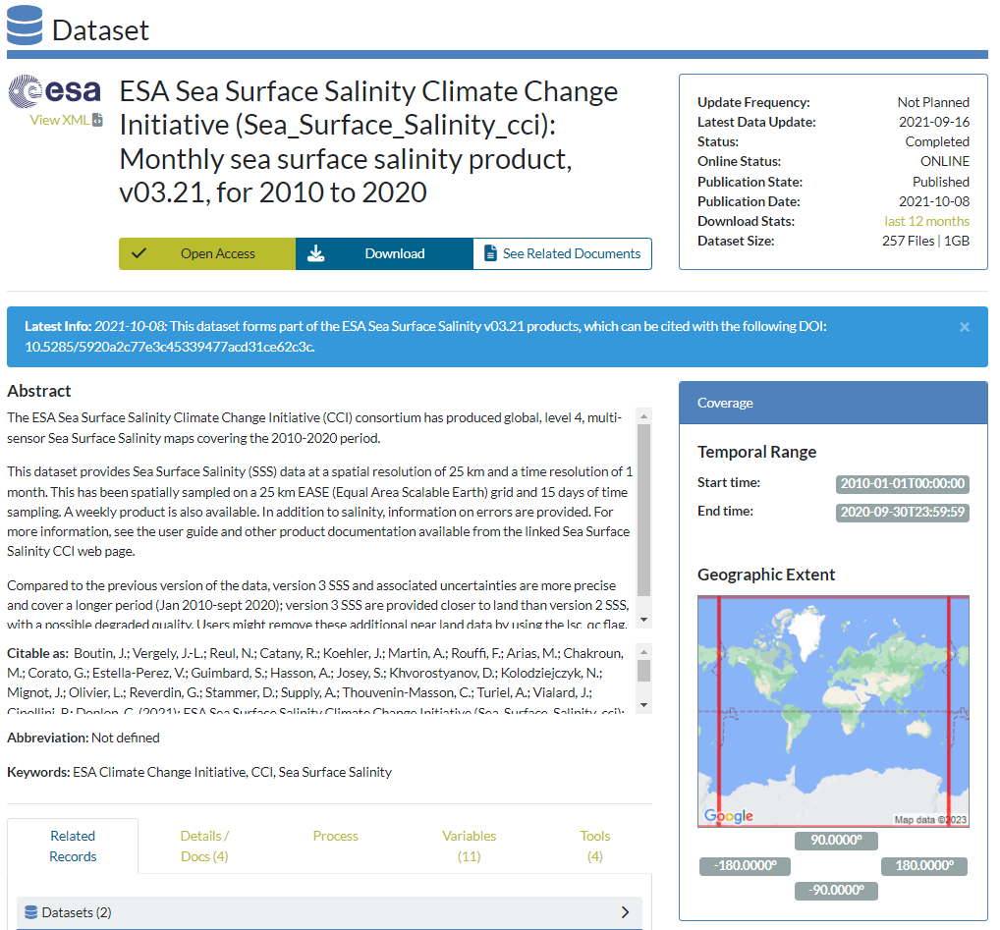 Dataset
esa
View XML
ESA Sea Surface Salinity Climate Change
Initiative (Sea_Surface_Salinity_cci):
Monthly sea surface salinity product,
v03.21, for 2010 to 2020
Open Access
Download
See Related Documents
Update Frequency: Not Planned
Latest Data Update: 2021-09-16
Status: Completed
Online Status: ONLINE
Publication State: Published
Publication Date: 2021-10-08
Download Stats: last 12 months
Dataset Size: 257 Files | 1GB
Latest Info: 2021-10-08: This dataset forms part of the ESA Sea Surface Salinity v03.21 products, which can be cited with the following DOI:
10.5285/5920a2c77e3c45339477acd31ce62c3c.
×
Abstract
The ESA Sea Surface Salinity Climate Change Initiative (CCI) consortium has produced global, level 4, multi-
sensor Sea Surface Salinity maps covering the 2010-2020 period.
This dataset provides Sea Surface Salinity (SSS) data at a spatial resolution of 25 km and a time resolution of 1
month. This has been spatially sampled on a 25 km EASE (Equal Area Scalable Earth) grid and 15 days of time
sampling. A weekly product is also available. In addition to salinity, information on errors are provided. For
more information, see the user guide and other product documentation available from the linked Sea Surface
Salinity CCI web page.
Compared to the previous version of the data, version 3 SSS and associated uncertainties are more precise
and cover a longer period (Jan 2010-sept 2020); version 3 SSS are provided closer to land than version 2 SSS,
with a possible degraded quality. Users might remove these additional near land data by using the lsc_qc flag.
Citable as: Boutin, J.; Vergely, J.-L.; Reul, N.; Catany, R.; Koehler, J.; Martin, A.; Rouffi, F.; Arias, M.; Chakroun,
M.; Corato, G.; Estella-Perez, V.; Guimbard, S.; Hasson, A.; Josey, S.; Khvorostyanov, D.; Kolodziejczyk, N.;
Mignot, J.; Olivier, L.; Reverdin, G.; Stammer, D.; Supply, A.; Thouvenin-Masson, C.; Turiel, A.; Vialard, J.;
Cipollini, P.; Donlon, C. (2021): ESA Sea Surface Salinity Climate Change Initiative (Sea_Surface_Salinity_cci):
Abbreviation: Not defined
Keywords: ESA Climate Change Initiative, CCI, Sea Surface Salinity
Related
Records
Details /
Docs (4)
Process
Variables
(11)
Tools
(4)
Datasets (2)
Coverage
Temporal Range
Start time: 2010-01-01T00:00:00
End time: 2020-09-30T23:59:59
Geographic Extent
Google
Map data ©2023
90.0000°
-180.0000°
180.0000°
-90.0000°